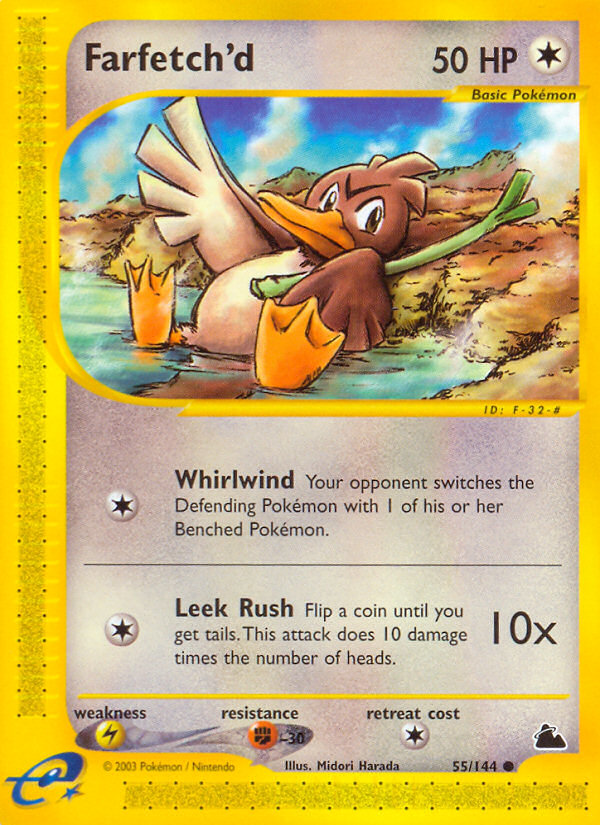 Farfetch'd 50 HP
Basic Pokémon
ID: F-32-#
Whirlwind Your opponent switches the
Defending Pokémon with 1 of his or her
Benched Pokémon.
Leek Rush Flip a coin until you
get tails. This attack does 10 damage
times the number of heads.
10x
weakness resistance retreat cost
-30
© 2003 Pokémon / Nintendo Illus. Midori Harada 55/144
e